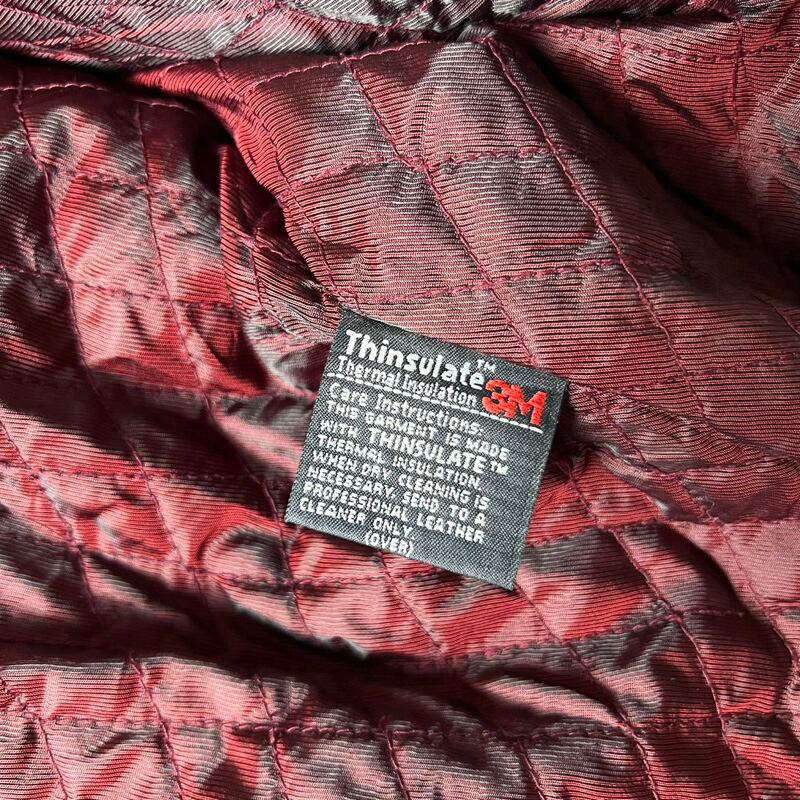 Thinsulate™
Thermal Insulation 3M
Care Instructions
THIS GARMENT IS MADE
WITH THINSULATE™
THERMAL INSULATION
WHEN DRY CLEANING IS
NECESSARY. SEND TO A
PROFESSIONAL LEATHER
CLEANER ONLY.
(OVER)